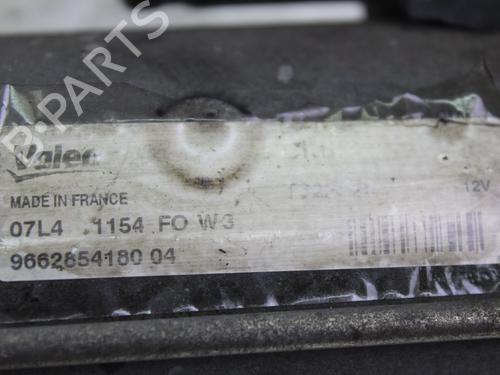 B-PARTS
Valeo
MADE IN FRANCE
12V
07L4 1154 FO W3
9662854180 04